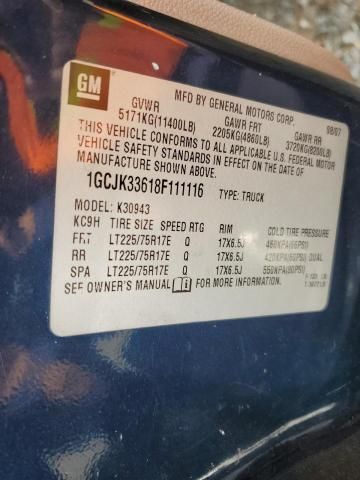 GM
MFD BY GENERAL MOTORS CORP. 08/07
GVWR GAWR FRT GAWR RR
5171KG(11400LB) 2205KG(4860LB) 3720KG(8200LB)
THIS VEHICLE CONFORMS TO ALL APPLICABLE U.S. FEDERAL MOTOR
VEHICLE SAFETY STANDARDS IN EFFECT ON THE DATE OF
MANUFACTURE SHOWN ABOVE.
1GCJK33618F111116 TYPE: TRUCK
MODEL: K30943
KC9H TIRE SIZE SPEED RTG RIM COLD TIRE PRESSURE
FRT LT225/75R17E Q 17X6.5J
RR LT225/75R17E Q 17X6.5J DUAL
SPA LT225/75R17E Q 17X6.5J
SEE OWNER'S MANUAL FOR MORE INFORMATION.